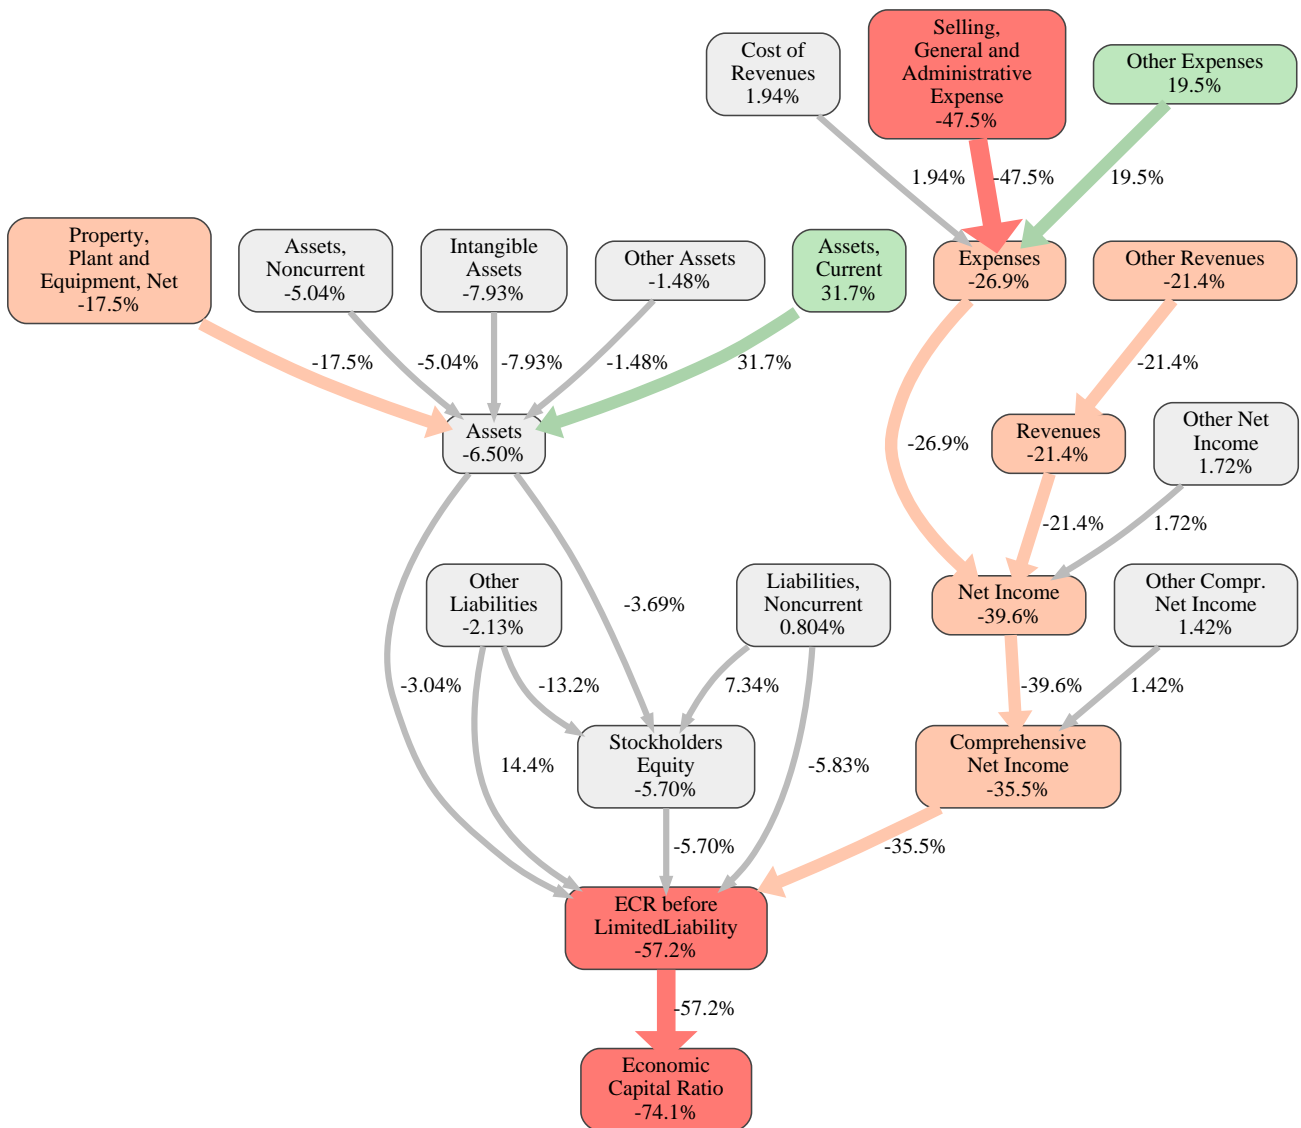 Cost of
Revenues
1.94%
Selling,
General and
Administrative
Expense
-47.5%
Other Expenses
19.5%
1.94%
-47.5%
19.5%
Property,
Plant and
Equipment, Net
-17.5%
Assets,
Noncurrent
-5.04%
Intangible
Assets
-7.93%
Other Assets
-1.48%
Assets,
Current
31.7%
Expenses
-26.9%
Other Revenues
-21.4%
-17.5%
-5.04%
-7.93%
-1.48%
31.7%
-21.4%
Assets
-6.50%
-26.9%
Revenues
-21.4%
Other Net
Income
1.72%
-21.4%
1.72%
Other
Liabilities
-2.13%
-3.69%
Liabilities,
Noncurrent
0.804%
Net Income
-39.6%
Other Compr.
Net Income
1.42%
-3.04%
-13.2%
7.34%
-39.6%
1.42%
14.4%
Stockholders
Equity
-5.70%
-5.83%
Comprehensive
Net Income
-35.5%
-5.70%
-35.5%
ECR before
LimitedLiability
-57.2%
-57.2%
Economic
Capital Ratio
-74.1%